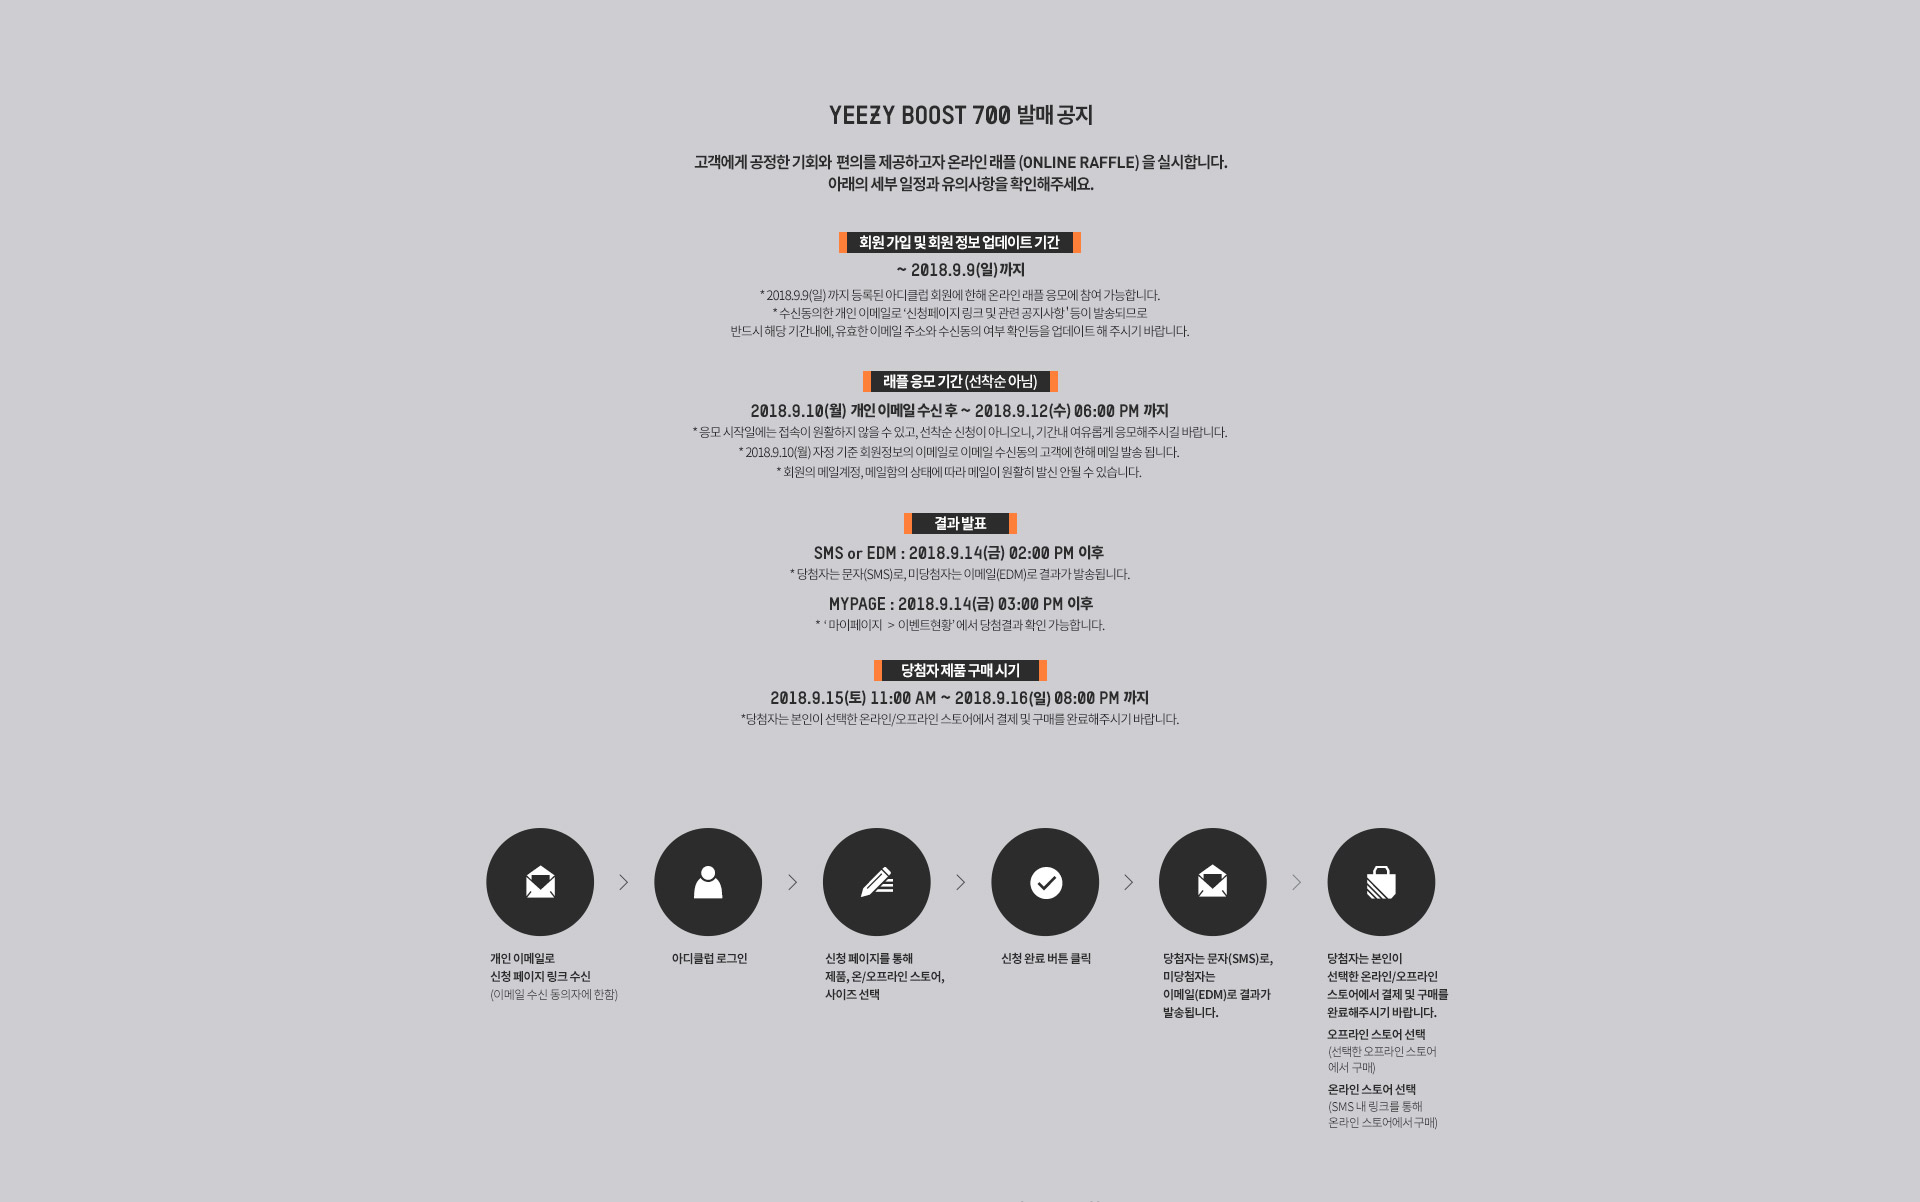 YEEZY BOOST 700 발매 공지
고객에게 공정한 기회와 편의를 제공하고자 온라인 래플 (ONLINE RAFFLE) 을 실시합니다.
아래의 세부 일정과 유의사항을 확인해주세요.
회원 가입 및 회원 정보 업데이트 기간
~ 2018.9.9(일)까지
* 2018.9.9(일) 까지 등록된 아디클럽 회원에 한해 온라인 래플 응모에 참여 가능합니다.
* 수신동의한 개인 이메일로 '신청페이지 링크 및 관련 공지사항' 등이 발송되므로
반드시 해당 기간내에, 유효한 이메일 주소와 수신동의 여부 확인등을 업데이트 해 주시기 바랍니다.
래플 응모 기간 (선착순 아님)
2018.9.10(월) 개인 이메일 수신 후 ~ 2018.9.12(수) 06:00 PM 까지
* 응모 시작일에는 접속이 원활하지 않을 수 있고, 선착순 신청이 아니오니, 기간내 여유롭게 응모해주시길 바랍니다.
* 2018.9.10(월) 자정 기준 회원정보의 이메일로 이메일 수신동의 고객에 한해 메일 발송 됩니다.
* 회원의 메일계정, 메일함의 상태에 따라 메일이 원활히 발신 안될 수 있습니다.
결과 발표
SMS or EDM : 2018.9.14(금) 02:00 PM 이후
* 당첨자는 문자(SMS)로, 미당첨자는 이메일(EDM)로 결과가 발송됩니다.
MYPAGE : 2018.9.14(금) 03:00 PM 이후
* ' 마이페이지 > 이벤트현황' 에서 당첨결과 확인 가능합니다.
당첨자 제품 구매 시기
2018.9.15(토) 11:00 AM ~ 2018.9.16(일) 08:00 PM 까지
*당첨자는 본인이 선택한 온라인/오프라인 스토어에서 결제 및 구매를 완료해주시기 바랍니다.
개인 이메일로
신청 페이지 링크 수신
(이메일 수신 동의자에 한함)
아디클럽 로그인
신청 페이지를 통해
제품, 온/오프라인 스토어,
사이즈 선택
신청 완료 버튼 클릭
당첨자는 문자(SMS)로,
미당첨자는
이메일(EDM)로 결과가
발송됩니다.
당첨자는 본인이
선택한 온라인/오프라인
스토어에서 결제 및 구매를
완료해주시기 바랍니다.
오프라인 스토어 선택
(선택한 오프라인 스토어
에서 구매)
온라인 스토어 선택
(SMS 내 링크를 통해
온라인 스토어에서 구매)